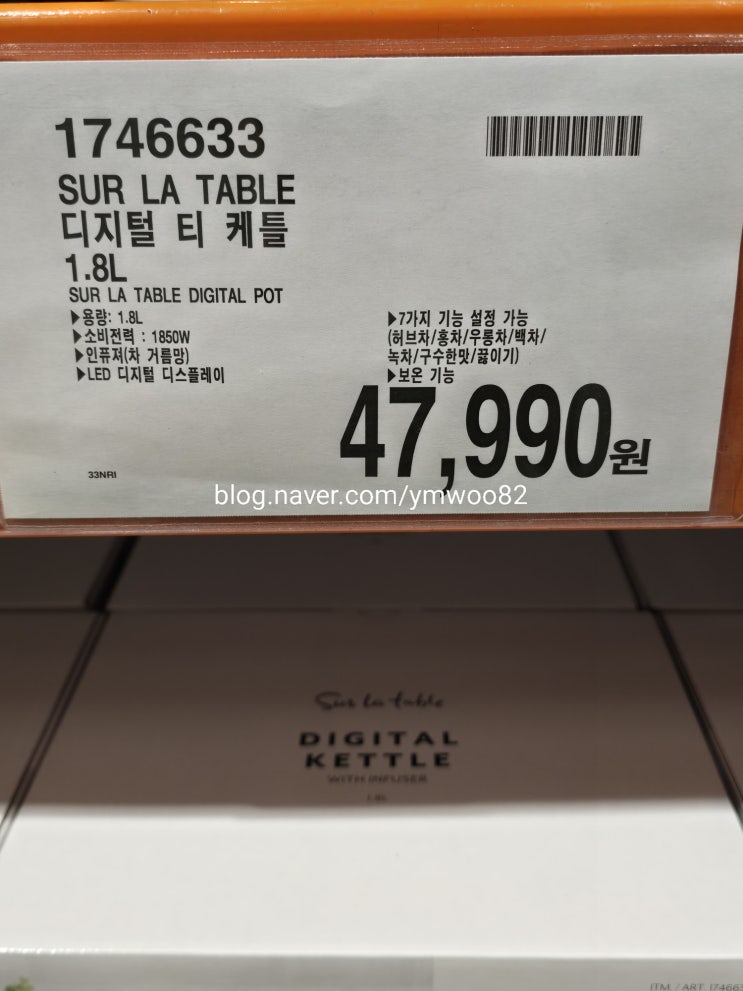 1746633
SUR LA TABLE
디지털 티 케틀
1.8L
SUR LA TABLE DIGITAL POT
▶용량: 1.8L
▶소비전력 : 1850W
▶인퓨져(차 거름망)
▶LED 디지털 디스플레이
▶7가지 기능 설정 가능
(허브차/홍차/우롱차/백차/
녹차/구수한맛/끓이기)
▶보온 기능
47,990원
33NRI
blog.naver.com/ymwoo82
Sur la table
DIGITAL
KETTLE
WITH INFUSER
1.8L
ITM. / ART. 174663